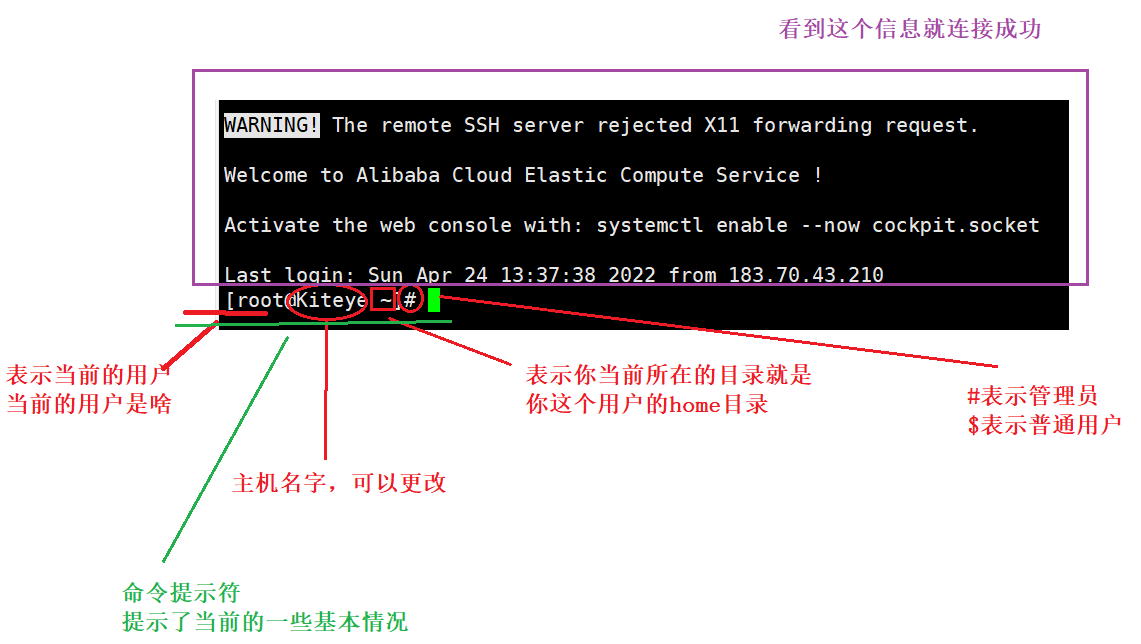 看到这个信息就连接成功
WARNING! The remote SSH server rejected X11 forwarding request.
Welcome to Alibaba Cloud Elastic Compute Service !
Activate the web console with: systemctl enable --now cockpit.socket
Last login: Sun Apr 24 13:37:38 2022 from 183.70.43.210
[root@Kiteye ~]#
表示当前的用户
当前的用户是啥
表示你当前所在的目录就是
你这个用户的home目录
#表示管理员
$表示普通用户
主机名字，可以更改
命令提示符
提示了当前的一些基本情况